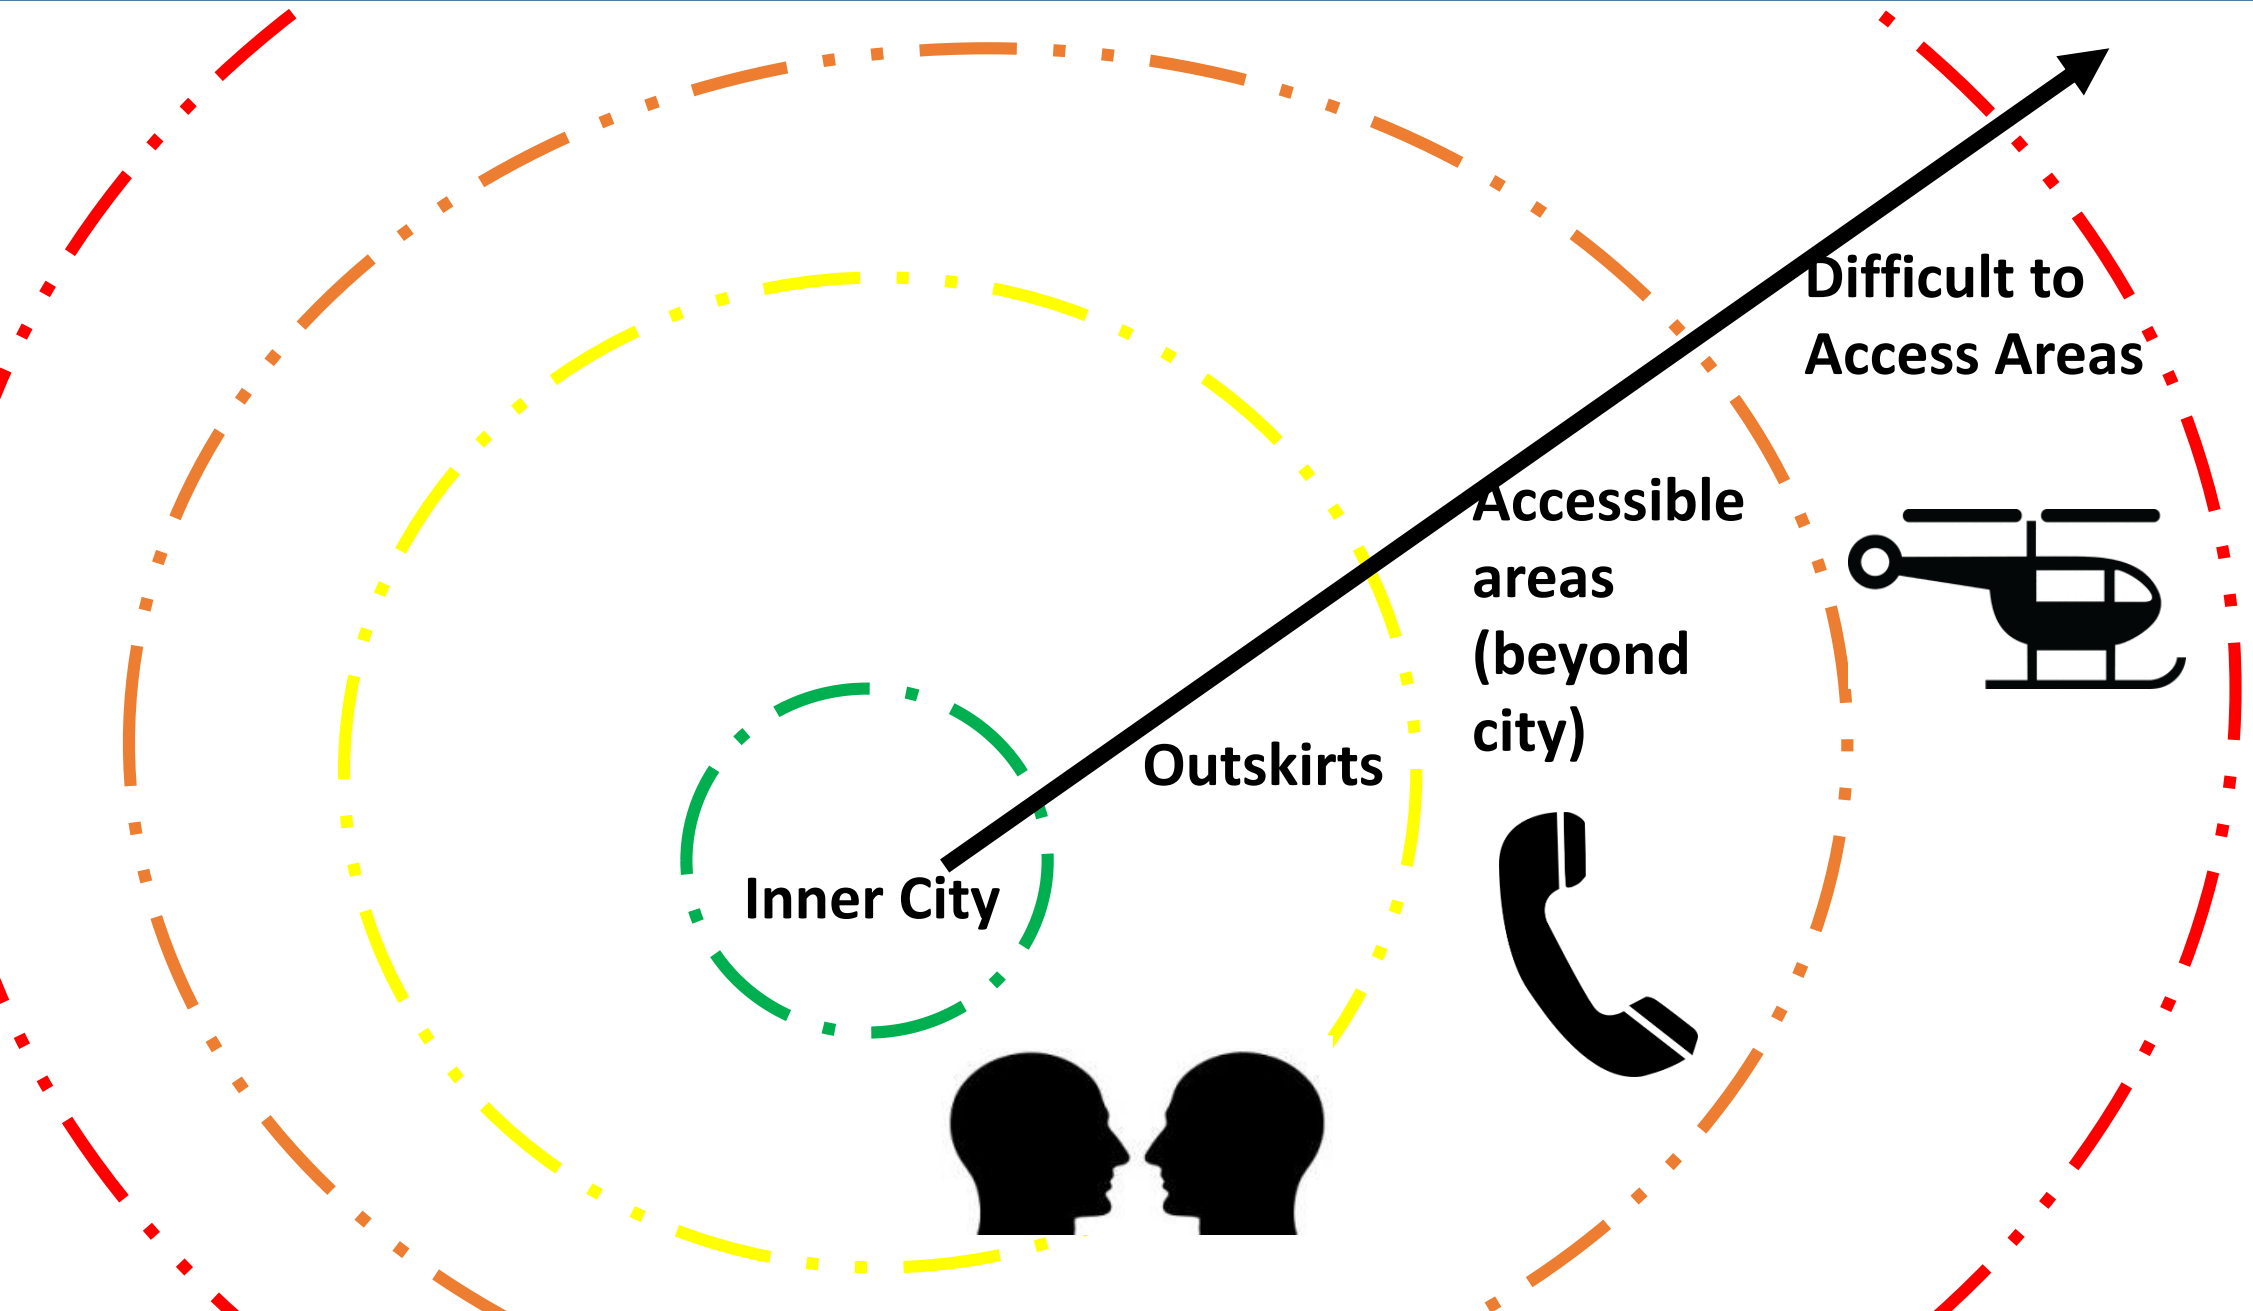 Difficult to
Access Areas
Accessible
areas
(beyond
city)
Outskirts
Inner City